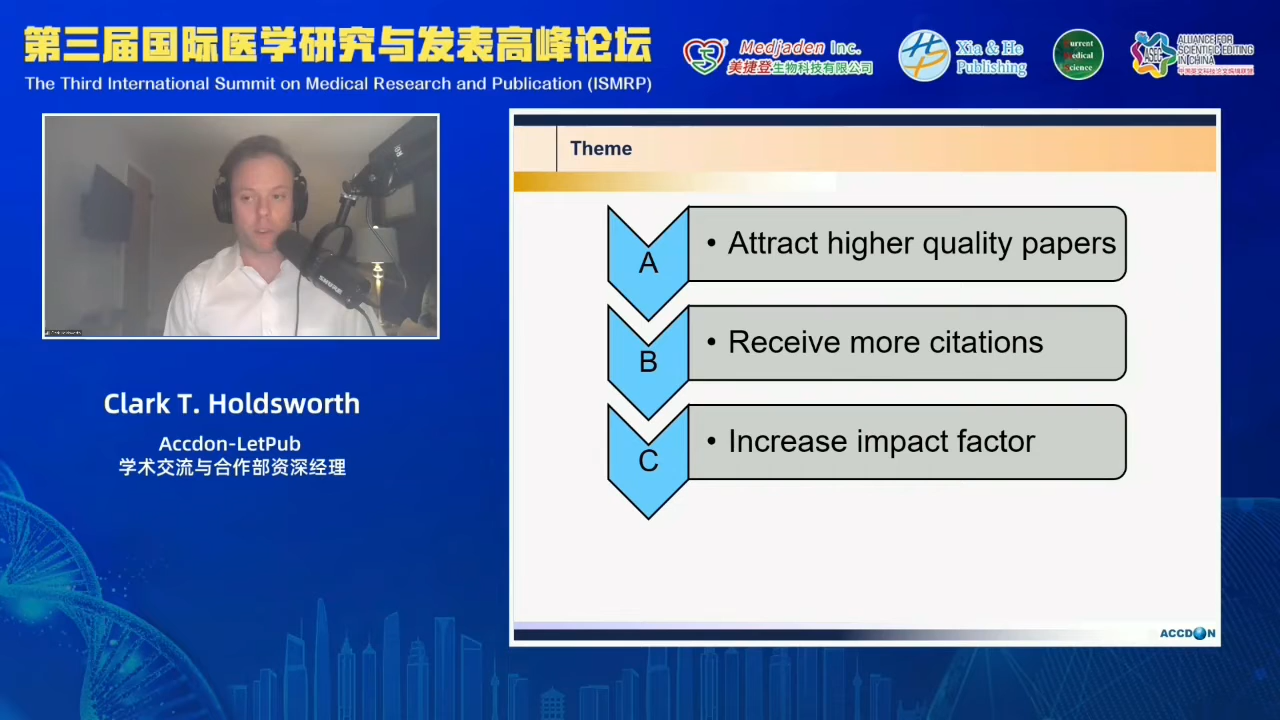 第三届国际医学研究与发表高峰论坛
The Third International Summit on Medical Research and Publication (ISMRP)
Medjaden Inc.
美捷登生物科技有限公司
Xia & He
Publishing
Current
Medical
Science
ALLIANCE FOR
SCIENTIFIC EDITING
IN CHINA
Theme
A
• Attract higher quality papers
B
• Receive more citations
C
• Increase impact factor
SHURE
Clark T. Holdsworth
Accdon-LetPub
学术交流与合作部资深经理
ACCDON